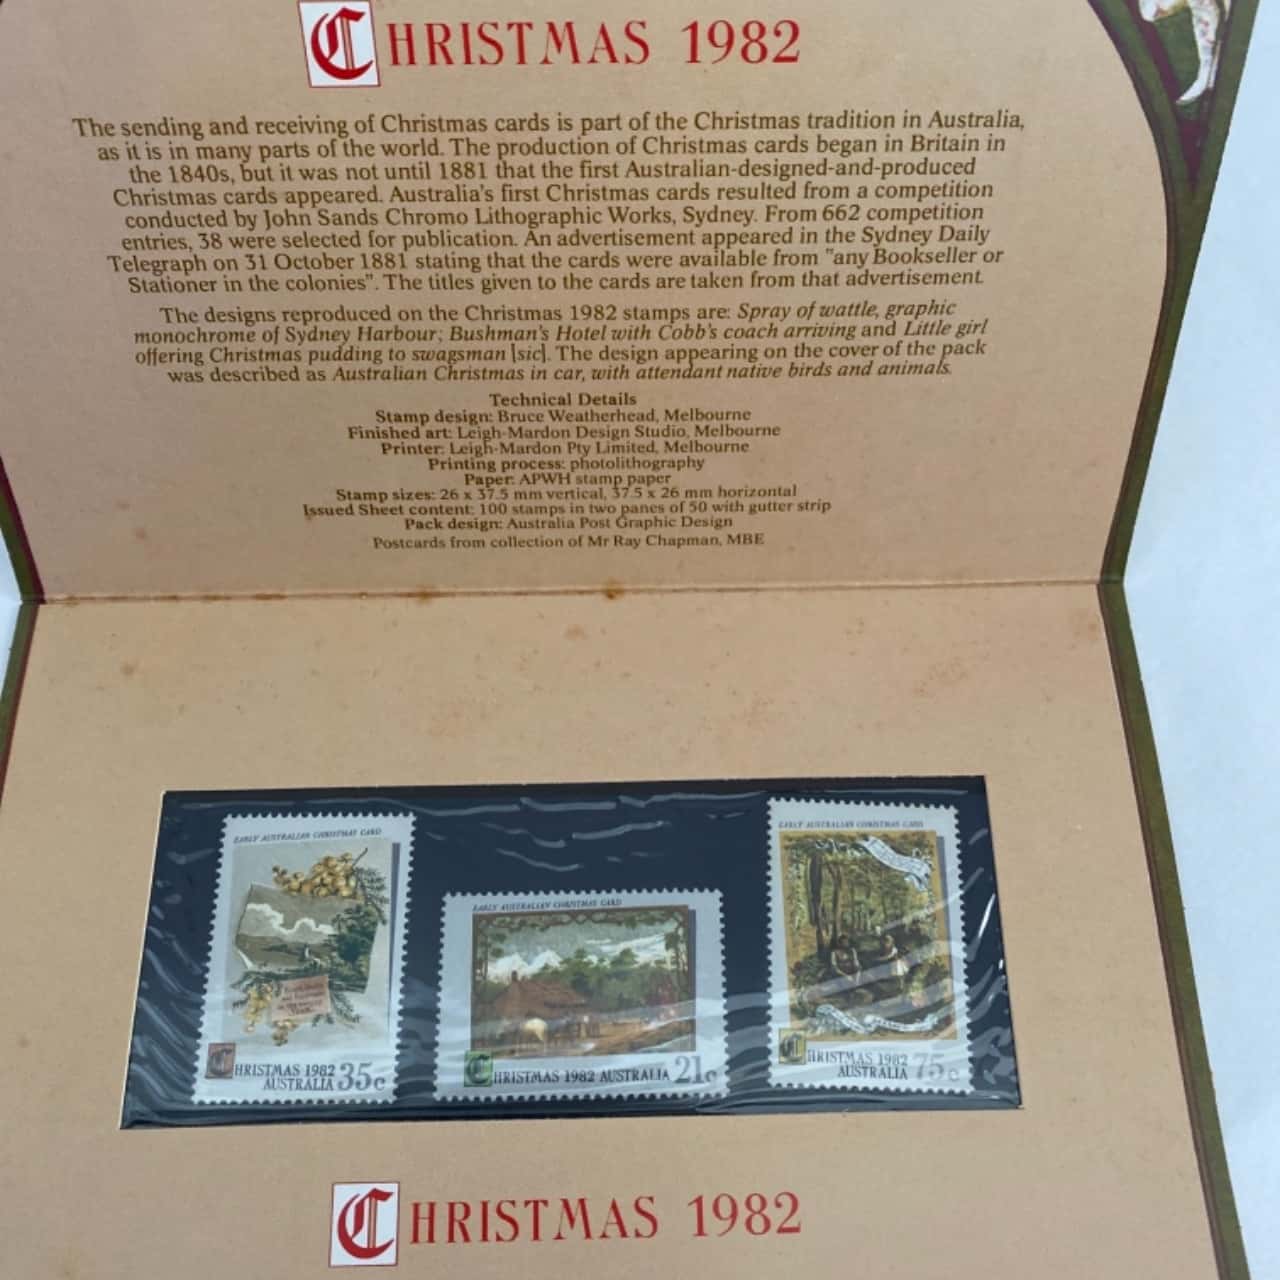 CHRISTMAS 1982
The sending and receiving of Christmas cards is part of the Christmas tradition in Australia,
as it is in many parts of the world. The production of Christmas cards began in Britain in
the 1840s, but it was not until 1881 that the first Australian-designed-and-produced
Christmas cards appeared. Australia's first Christmas cards resulted from a competition
conducted by John Sands Chromo Lithographic Works, Sydney. From 662 competition
entries, 38 were selected for publication. An advertisement appeared in the Sydney Daily
Telegraph on 31 October 1881 stating that the cards were available from "any Bookseller or
Stationer in the colonies". The titles given to the cards are taken from that advertisement.
The designs reproduced on the Christmas 1982 stamps are: Spray of wattle, graphic
monochrome of Sydney Harbour; Bushman's Hotel with Cobb's coach arriving and Little girl
offering Christmas pudding to swagsman [sic]. The design appearing on the cover of the pack
was described as Australian Christmas in car, with attendant native birds and animals.
Technical Details
Stamp design: Bruce Weatherhead, Melbourne
Finished art: Leigh-Mardon Design Studio, Melbourne
Printer: Leigh-Mardon Pty Limited, Melbourne
Printing process: photolithography
Paper: APWH stamp paper
Stamp sizes: 26 x 37.5 mm vertical, 37.5 x 26 mm horizontal
Issued Sheet content: 100 stamps in two panes of 50 with gutter strip
Pack design: Australia Post Graphic Design
Postcards from collection of Mr Ray Chapman, MBE
EARLY AUSTRALIAN CHRISTMAS CARD
CHRISTMAS 1982
AUSTRALIA 35c
EARLY AUSTRALIAN CHRISTMAS CARD
CHRISTMAS 1982 AUSTRALIA 21c
EARLY AUSTRALIAN CHRISTMAS CARD
CHRISTMAS 1982
AUSTRALIA 75c
CHRISTMAS 1982